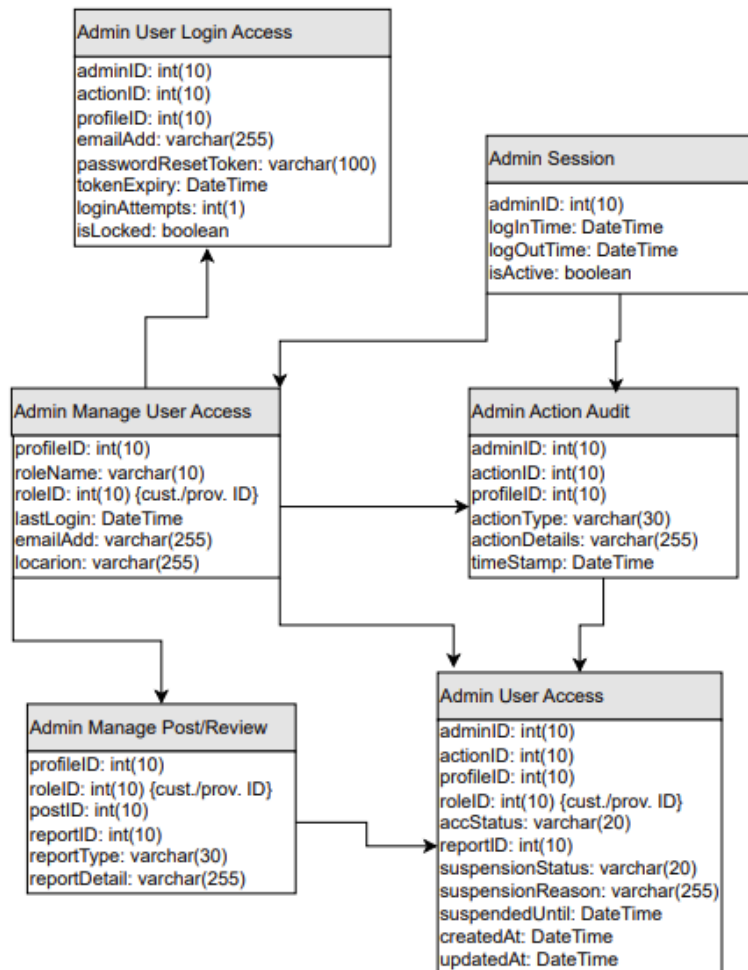 Admin User Login Access
adminID: int(10)
actionID: int(10)
profileID: int(10)
emailAdd: varchar(255)
passwordResetToken: varchar(100)
tokenExpiry: DateTime
loginAttempts: int(1)
isLocked: boolean
Admin Session
adminID: int(10)
logInTime: DateTime
logOutTime: DateTime
isActive: boolean
Admin Manage User Access
profileID: int(10)
roleName: varchar(10)
roleID: int(10) {cust./prov. ID}
lastLogin: DateTime
emailAdd: varchar(255)
locarion: varchar(255)
Admin Action Audit
adminID: int(10)
actionID: int(10)
profileID: int(10)
actionType: varchar(30)
actionDetails: varchar(255)
timeStamp: DateTime
Admin Manage Post/Review
profileID: int(10)
roleID: int(10) {cust./prov. ID}
postID: int(10)
reportID: int(10)
reportType: varchar(30)
reportDetail: varchar(255)
Admin User Access
adminID: int(10)
actionID: int(10)
profileID: int(10)
roleID: int(10) {cust./prov. ID}
accStatus: varchar(20)
reportID: int(10)
suspensionStatus: varchar(20)
suspensionReason: varchar(255)
suspendedUntil: DateTime
createdAt: DateTime
updatedAt: DateTime